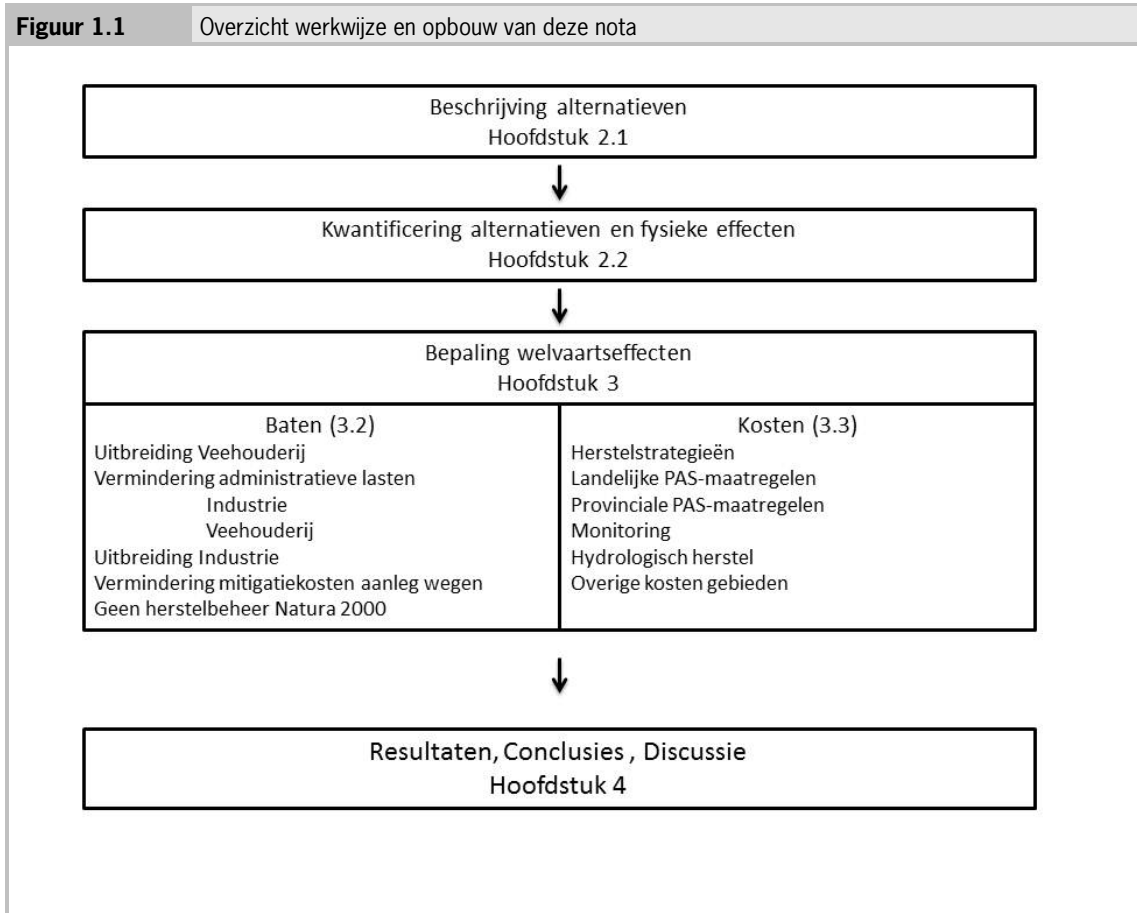 Figuur 1.1 Overzicht werkwijze en opbouw van deze nota
Beschrijving alternatieven
Hoofdstuk 2.1
Kwantificering alternatieven en fysieke effecten
Hoofdstuk 2.2
Bepaling welvaartseffecten
Hoofdstuk 3
Baten (3.2)
Uitbreiding Veehouderij
Vermindering administratieve lasten
Industrie
Veehouderij
Uitbreiding Industrie
Vermindering mitigatiekosten aanleg wegen
Geen herstelbeheer Natura 2000
Kosten (3.3)
Herstelstrategieën
Landelijke PAS-maatregelen
Provinciale PAS-maatregelen
Monitoring
Hydrologisch herstel
Overige kosten gebieden
Resultaten, Conclusies , Discussie
Hoofdstuk 4